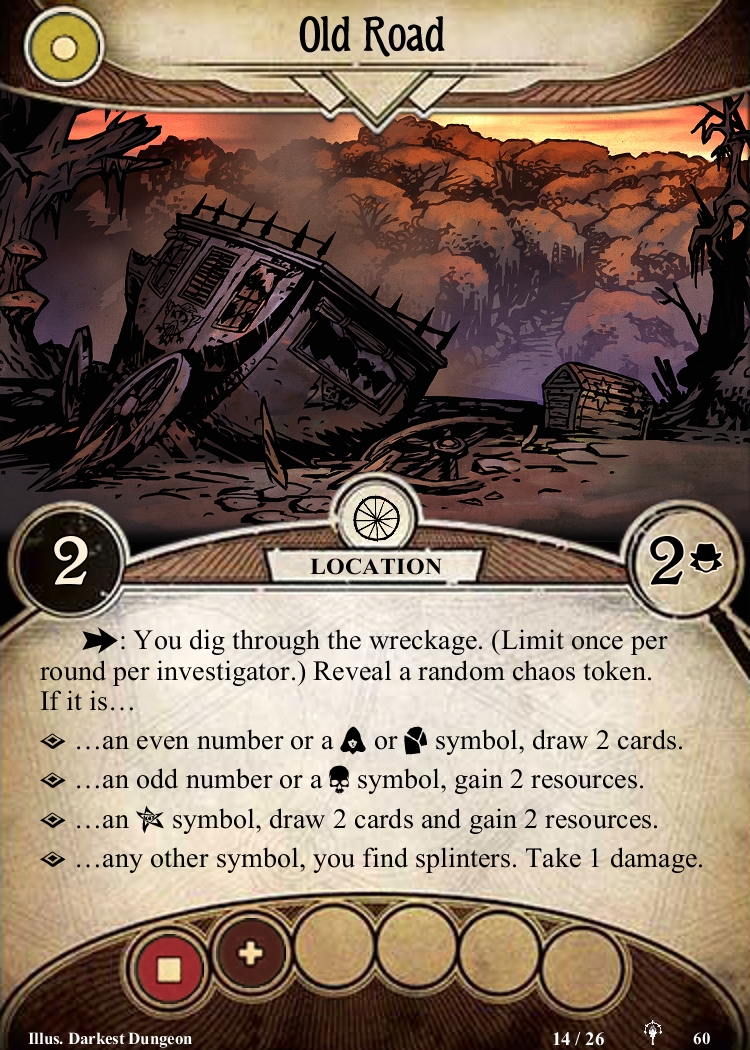 Old Road
2
2
LOCATION
: You dig through the wreckage. (Limit once per
round per investigator.) Reveal a random chaos token.
If it is…
…an even number or a or symbol, draw 2 cards.
…an odd number or a symbol, gain 2 resources.
…an symbol, draw 2 cards and gain 2 resources.
…any other symbol, you find splinters. Take 1 damage.
Illus. Darkest Dungeon
14 / 26
60